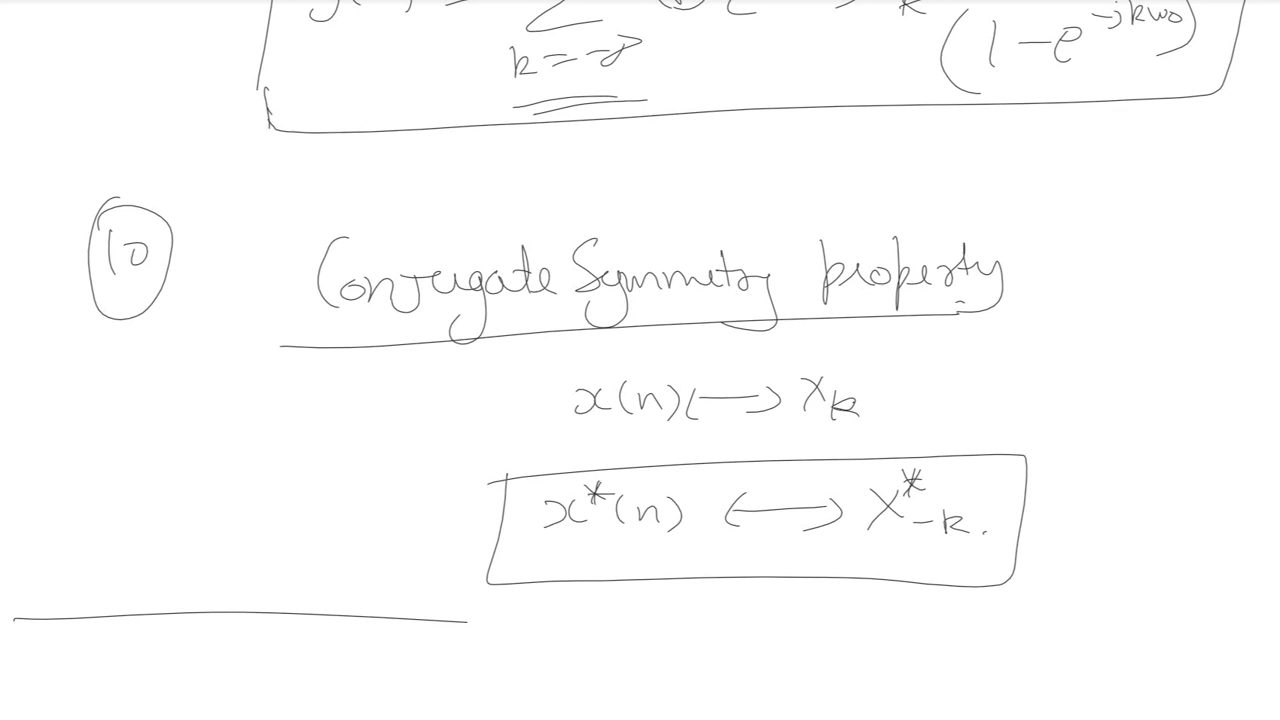 k=-∞
(1-e^{-jkω0})
10
Conjugate Symmetry property
x(n) ⟷ X_k
x*(n) ⟷ X*_{-k}.